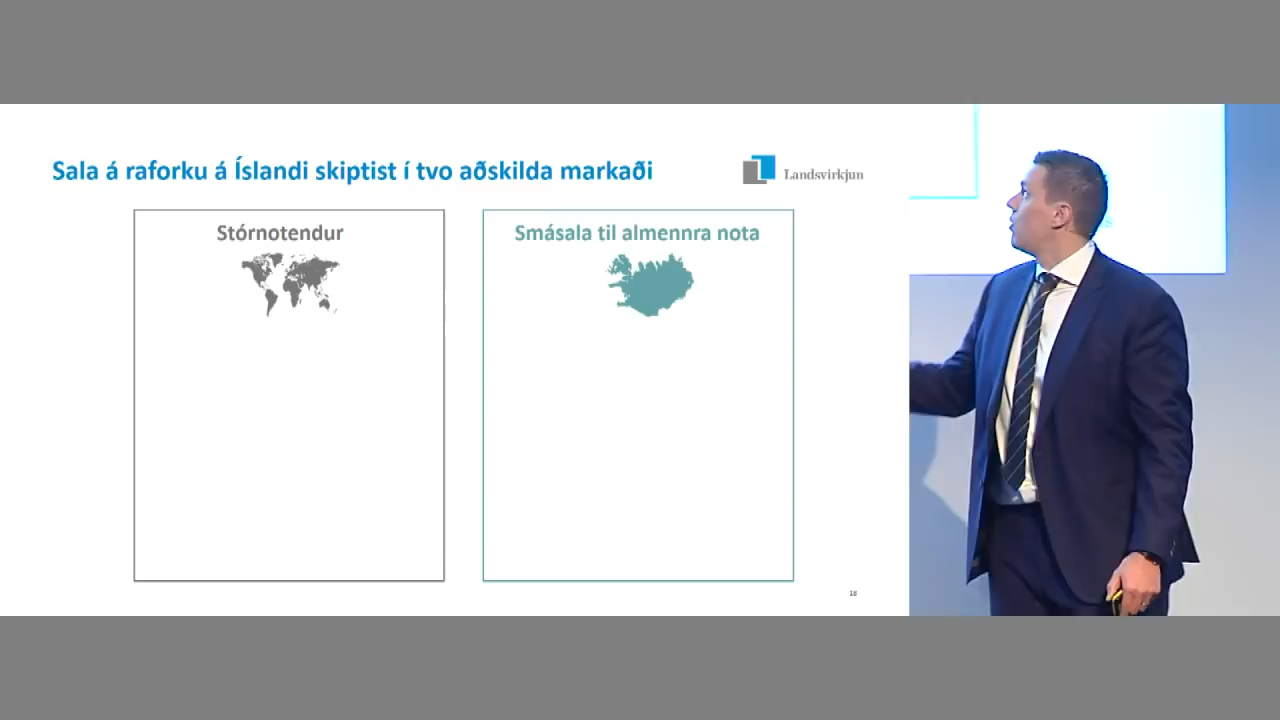 Sala á raforku á Íslandi skiptist í tvo aðskilda markaði
Landsvirkjun
Stórnotendur
Smásala til almennra nota
18